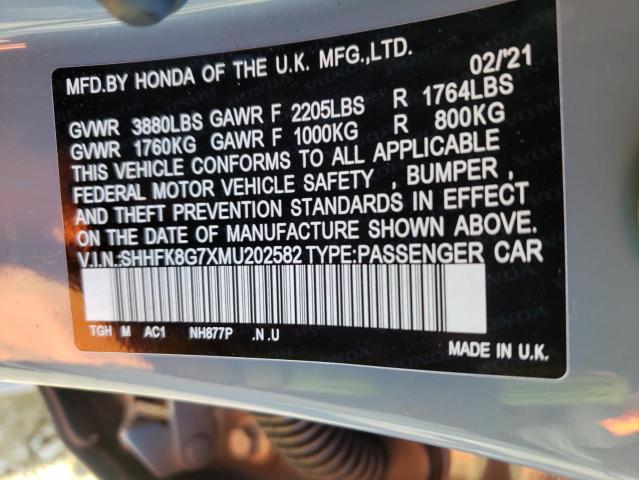 MFD.BY HONDA OF THE U.K. MFG.,LTD. 02/'21
GVWR 3880LBS GAWR F 2205LBS R 1764LBS
GVWR 1760KG GAWR F 1000KG R 800KG
THIS VEHICLE CONFORMS TO ALL APPLICABLE
FEDERAL MOTOR VEHICLE SAFETY , BUMPER ,
AND THEFT PREVENTION STANDARDS IN EFFECT
ON THE DATE OF MANUFACTURE SHOWN ABOVE.
V.I.N.:SHHFK8G7XMU202582 TYPE:PASSENGER CAR
TGH M AC1 NH877P .N.U
MADE IN U.K.